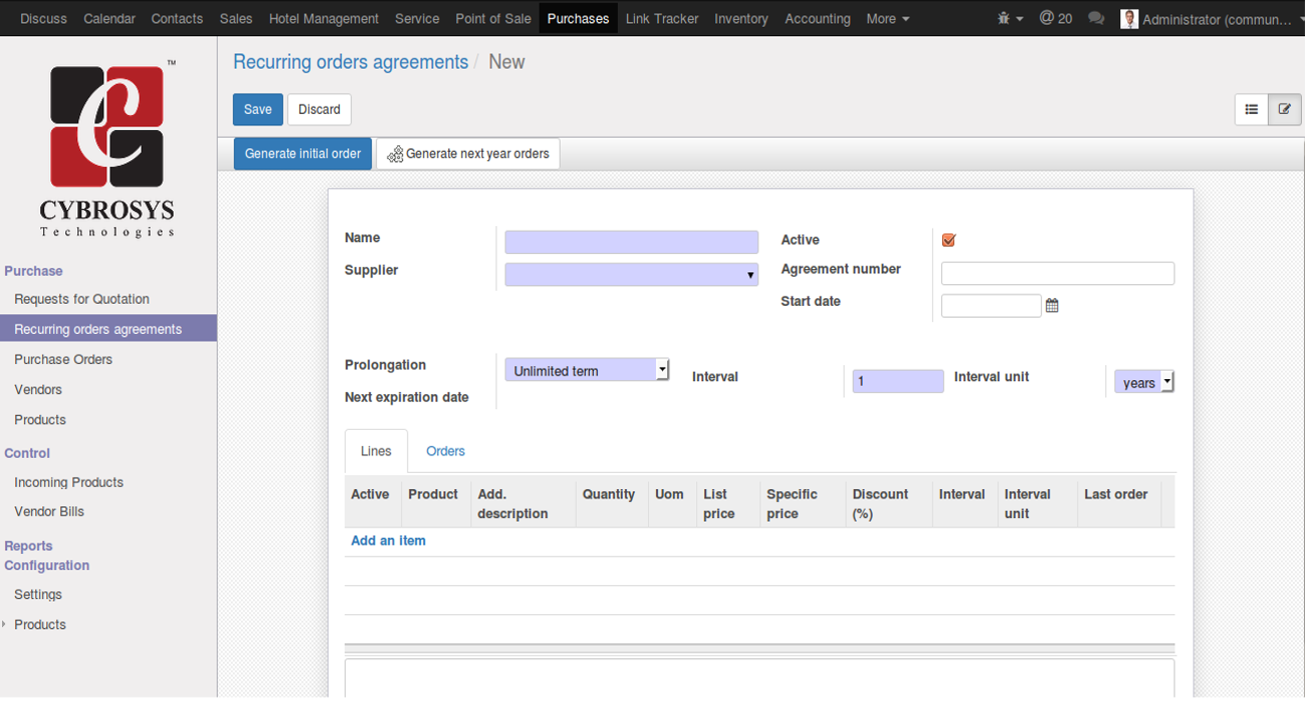 Discuss Calendar Contacts Sales Hotel Management Service Point of Sale Purchases Link Tracker Inventory Accounting More @ 20 Administrator (commun...
TM
CYBROSYS
Technologies
Purchase
Requests for Quotation
Recurring orders agreements
Purchase Orders
Vendors
Products
Control
Incoming Products
Vendor Bills
Reports
Configuration
Settings
Products
Recurring orders agreements / New
Save Discard
Generate initial order Generate next year orders
Name
Supplier
Active
Agreement number
Start date
Prolongation Unlimited term Interval 1 Interval unit years
Next expiration date
Lines Orders
Active Product Add. description Quantity Uom List price Specific price Discount (%) Interval Interval unit Last order
Add an item